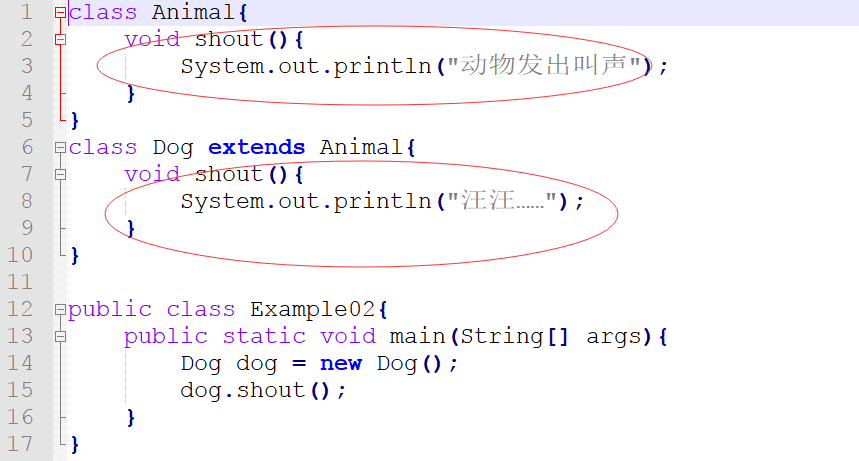 1 class Animal{
2 void shout(){
3 System.out.println("动物发出叫声");
4 }
5 }
6 class Dog extends Animal{
7 void shout(){
8 System.out.println("汪汪……");
9 }
10 }
11
12 public class Example02{
13 public static void main(String[] args){
14 Dog dog = new Dog();
15 dog.shout();
16 }
17 }